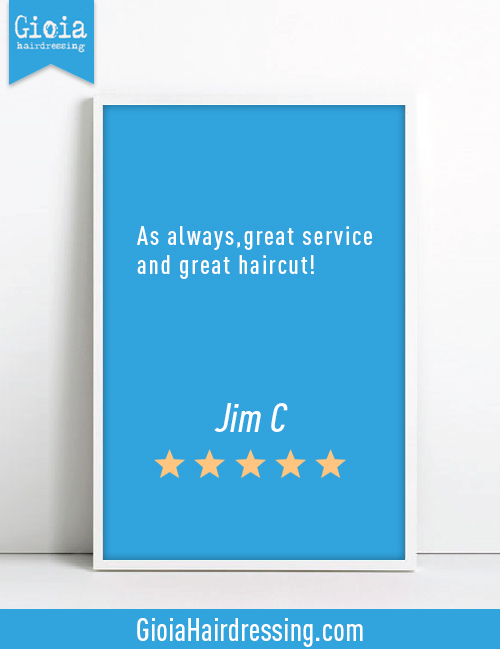 Gioia
hairdressing
As always,great service
and great haircut!
Jim C
GioiaHairdressing.com